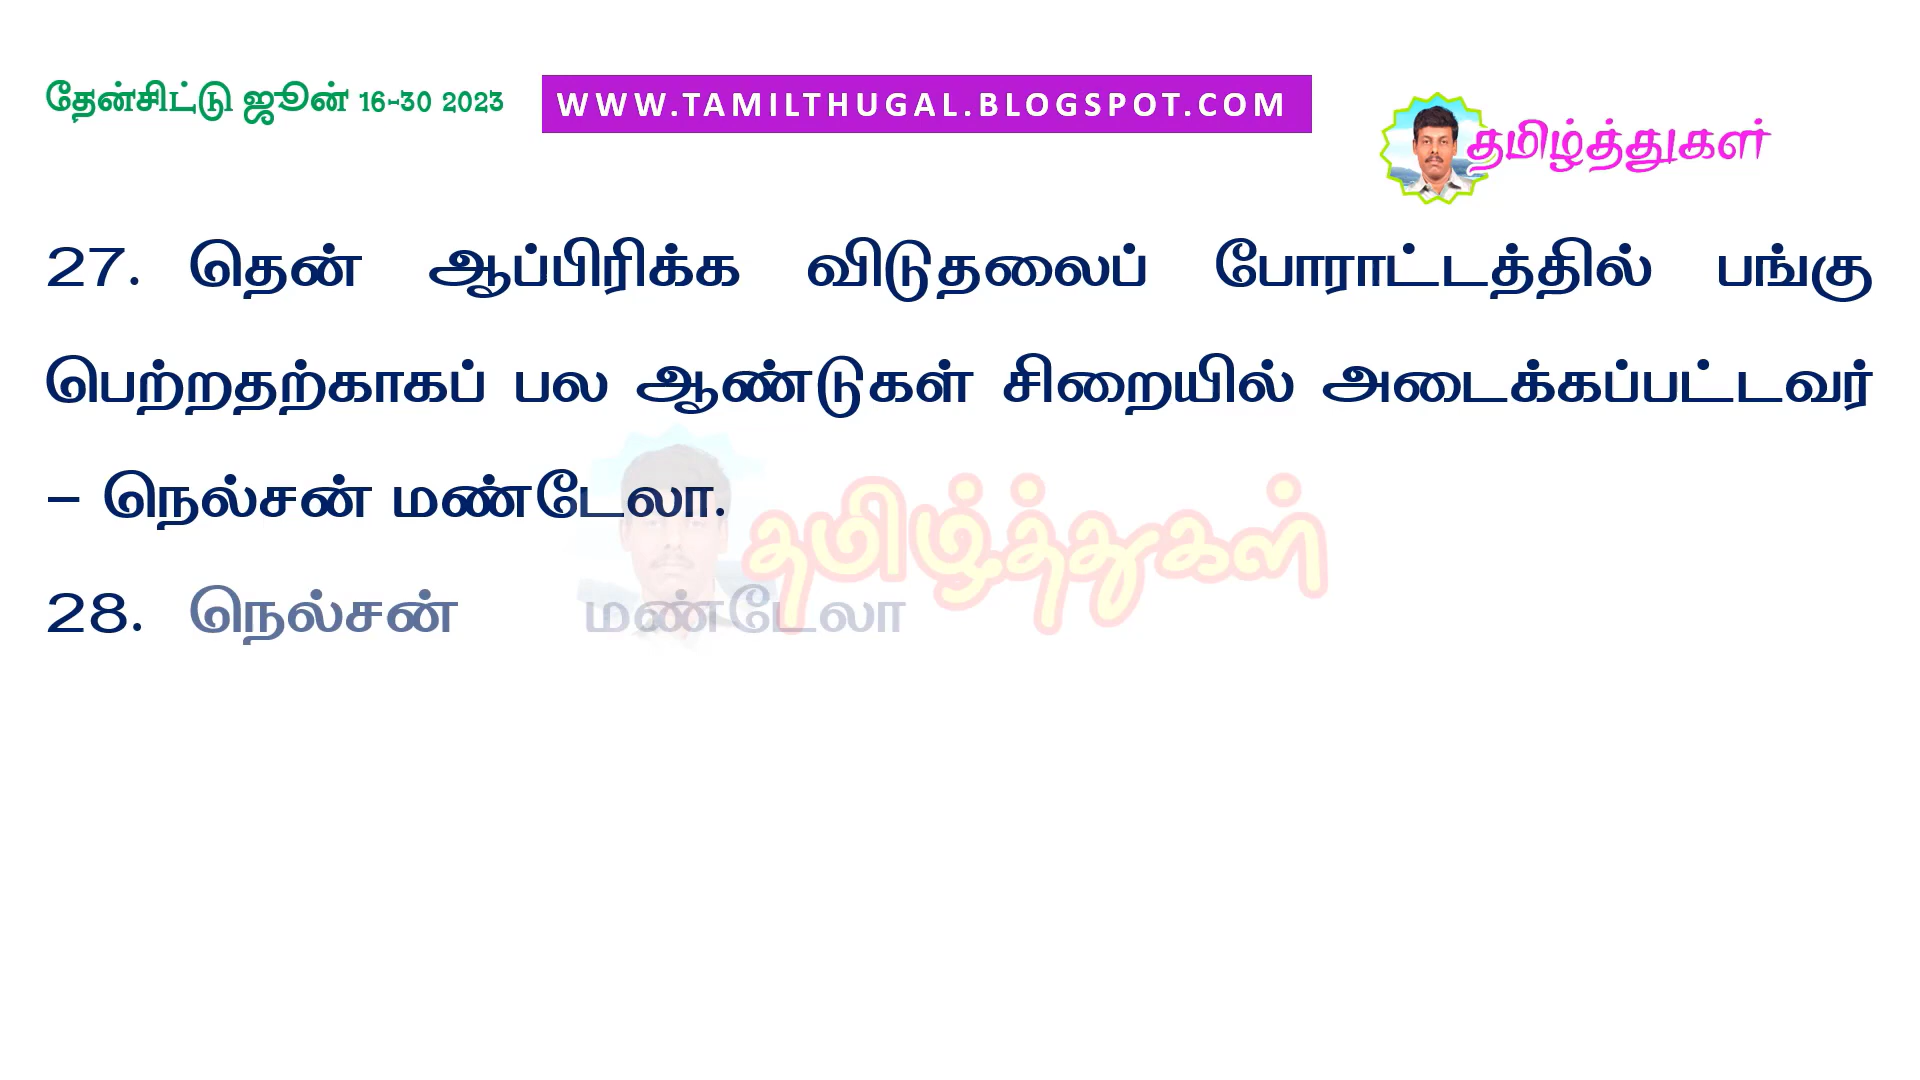 தேன்சிட்டு ஜூன் 16-30 2023
WWW.TAMILTHUGAL.BLOGSPOT.COM
தமிழ்த்துகள்
27. தென் ஆப்பிரிக்க விடுதலைப் போராட்டத்தில் பங்கு
பெற்றதற்காகப் பல ஆண்டுகள் சிறையில் அடைக்கப்பட்டவர்
– நெல்சன் மண்டேலா.
தமிழ்த்துகள்
28. நெல்சன் மண்டேலா